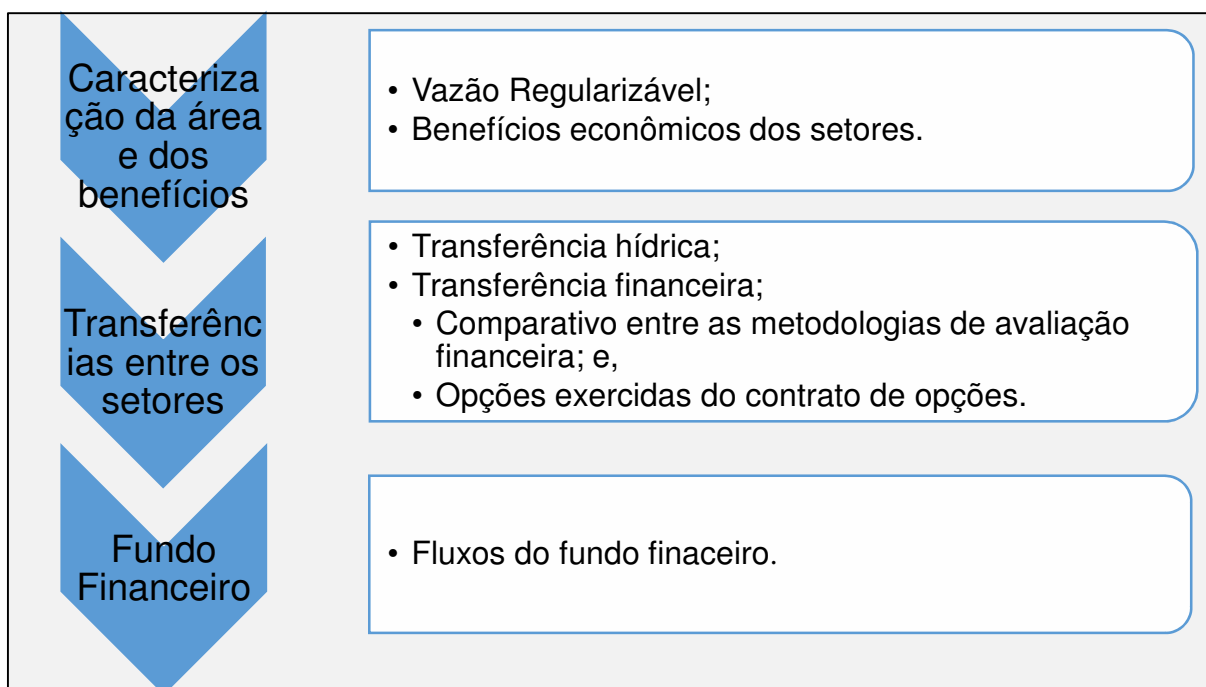 Caracteriza
ção da área
e dos
benefícios
• Vazão Regularizável;
• Benefícios econômicos dos setores.
Transferênc
ias entre os
setores
• Transferência hídrica;
• Transferência financeira;
• Comparativo entre as metodologias de avaliação
financeira; e,
• Opções exercidas do contrato de opções.
Fundo
Financeiro
• Fluxos do fundo finaceiro.